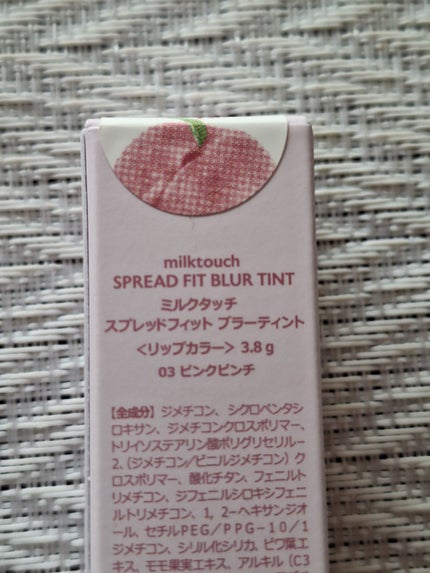 milktouch
SPREAD FIT BLUR TINT
ミルクタッチ
スプレッドフィット ブラーティント
＜リップカラー＞ 3.8 g
03 ピンクピンチ
【全成分】ジメチコン、シクロペンタシ
ロキサン、ジメチコンクロスポリマー、
トリイソステアリン酸ポリグリセリル−
2、（ジメチコン/ビニルジメチコン）ク
ロスポリマー、酸化チタン、フェニルト
リメチコン、ジフェニルシロキシフェニ
ルトリメチコン、1，2−ヘキサンジオ
ール、セチルPEG/PPG−10/1
ジメチコン、シリル化シリカ、ビワ葉エ
キス、モモ果実エキス、アルキル（C3